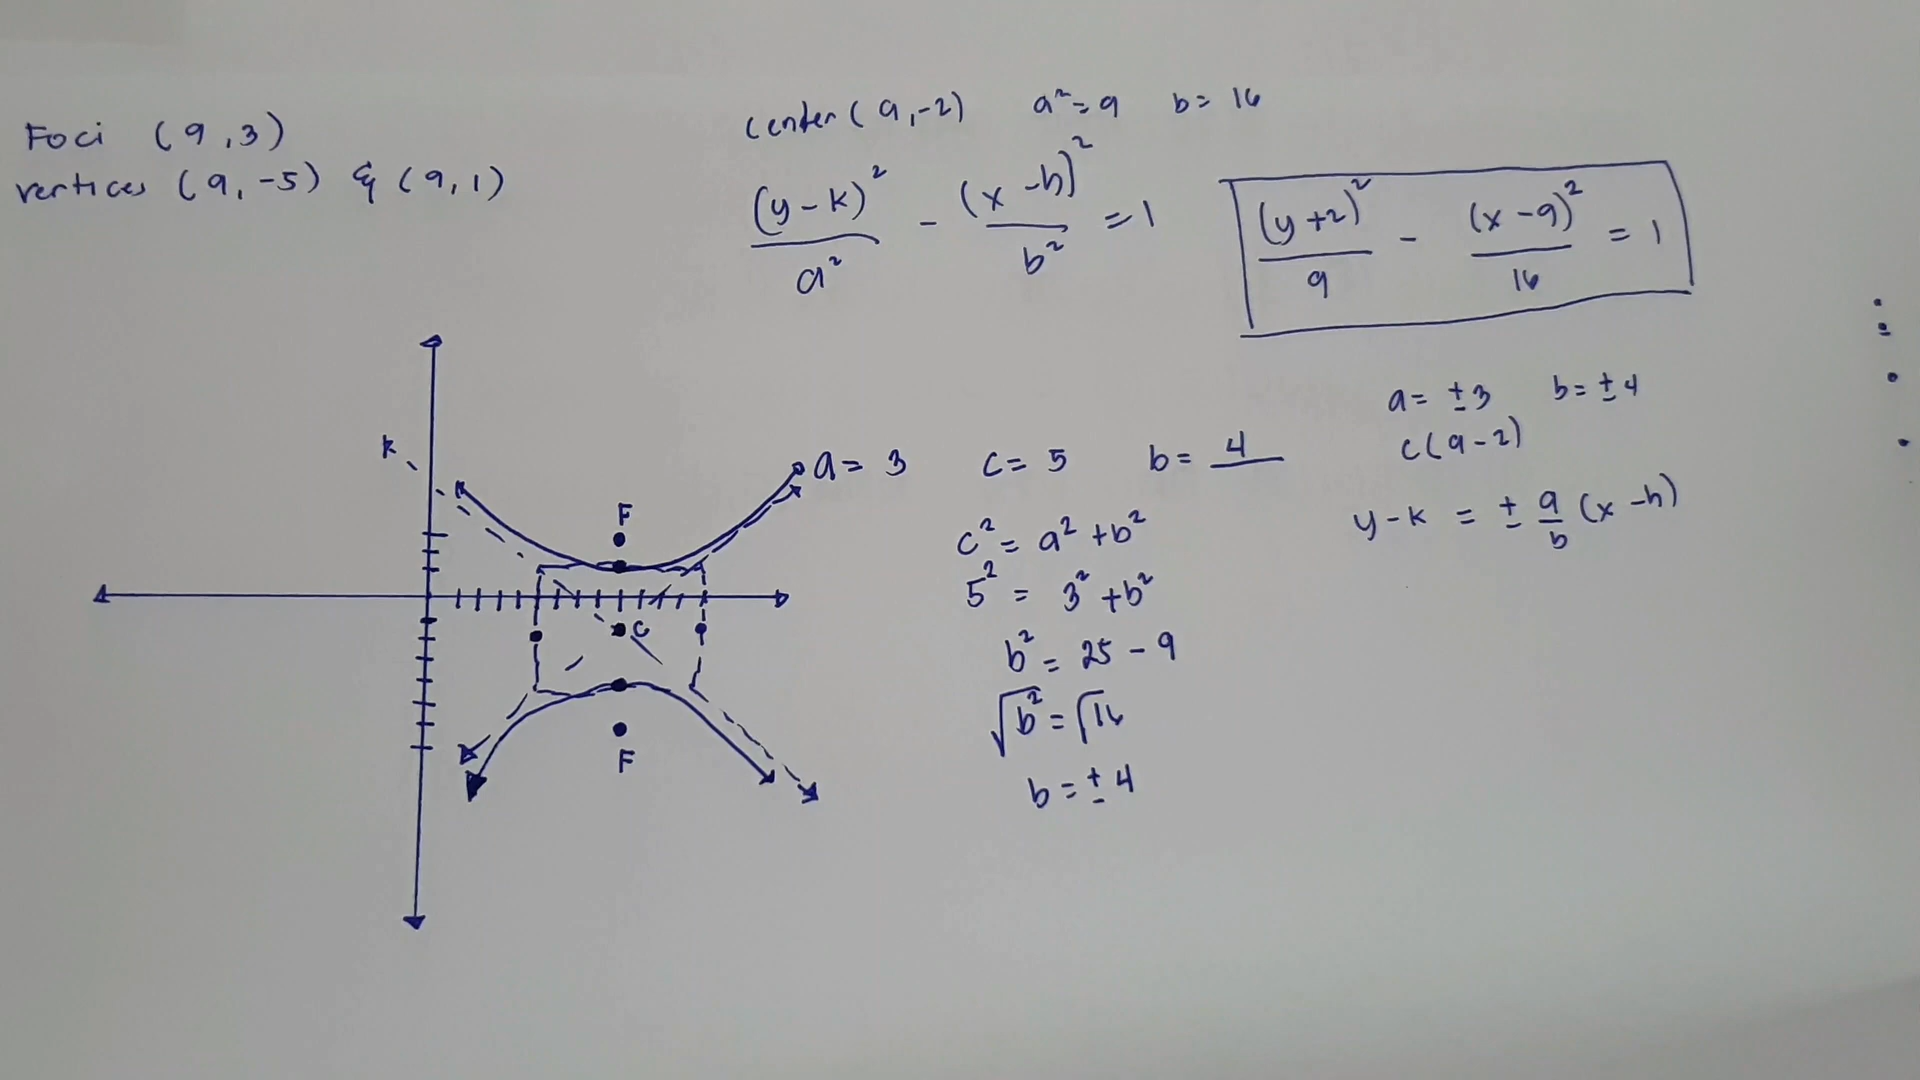 Foci (9,3)
vertices (9,-5) & (9,1)
center (9,-2) a²=9 b=16
(y-k)²/a² - (x-h)²/b² = 1
(y+2)²/9 - (x-9)²/16 = 1
a = ±3 b = ±4
C(9-2)
y-k = ± a/b (x-h)
a = 3 c = 5 b = 4
c² = a² + b²
5² = 3² + b²
b² = 25 - 9
√b² = √16
b = ±4
F
C
F